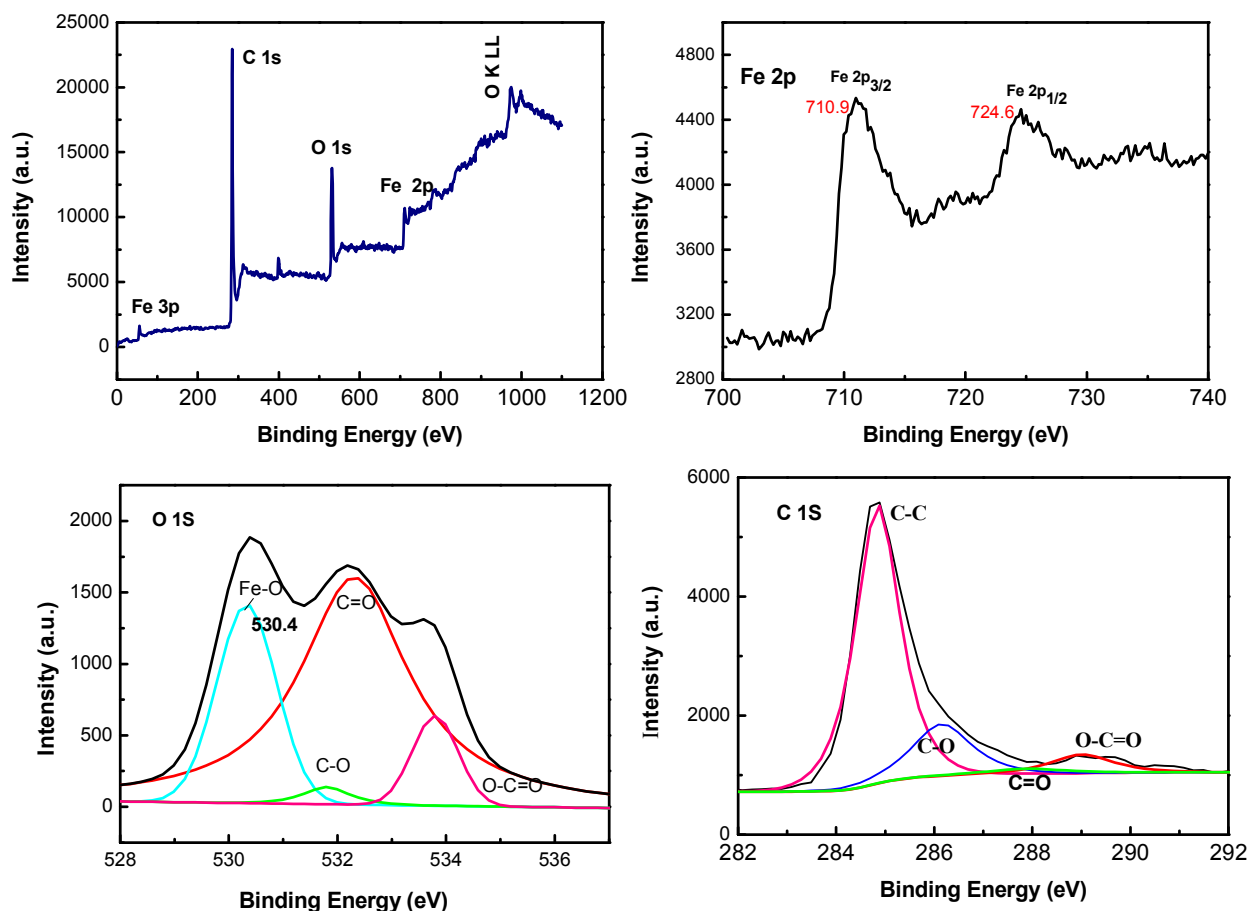 25000
20000
15000
10000
5000
0
0 200 400 600 800 1000 1200
Intensity (a.u.)
Binding Energy (eV)
Fe 3p
C 1s
O 1s
Fe 2p
O K LL
4800
4400
4000
3600
3200
2800
700 710 720 730 740
Intensity (a.u.)
Binding Energy (eV)
Fe 2p
Fe 2p3/2
710.9
Fe 2p1/2
724.6
2000
1500
1000
500
0
528 530 532 534 536
Intensity (a.u.)
Binding Energy (eV)
O 1S
Fe-O
530.4
C=O
C-O
O-C=O
6000
4000
2000
0
282 284 286 288 290 292
Intensity (a.u.)
Binding Energy (eV)
C 1S
C-C
C-O
C=O
O-C=O